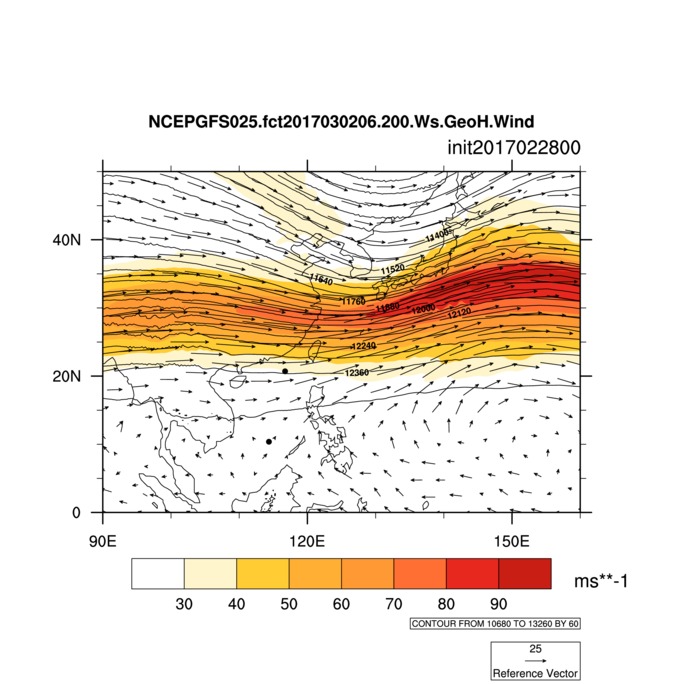 NCEPGFS025.fct2017030206.200.Ws.GeoH.Wind
init2017022800
40N
20N
0
11400
11520
11640
11760
11880
12000
12120
12240
12360
90E
120E
150E
30 40 50 60 70 80 90
ms**-1
CONTOUR FROM 10680 TO 13260 BY 60
25
Reference Vector